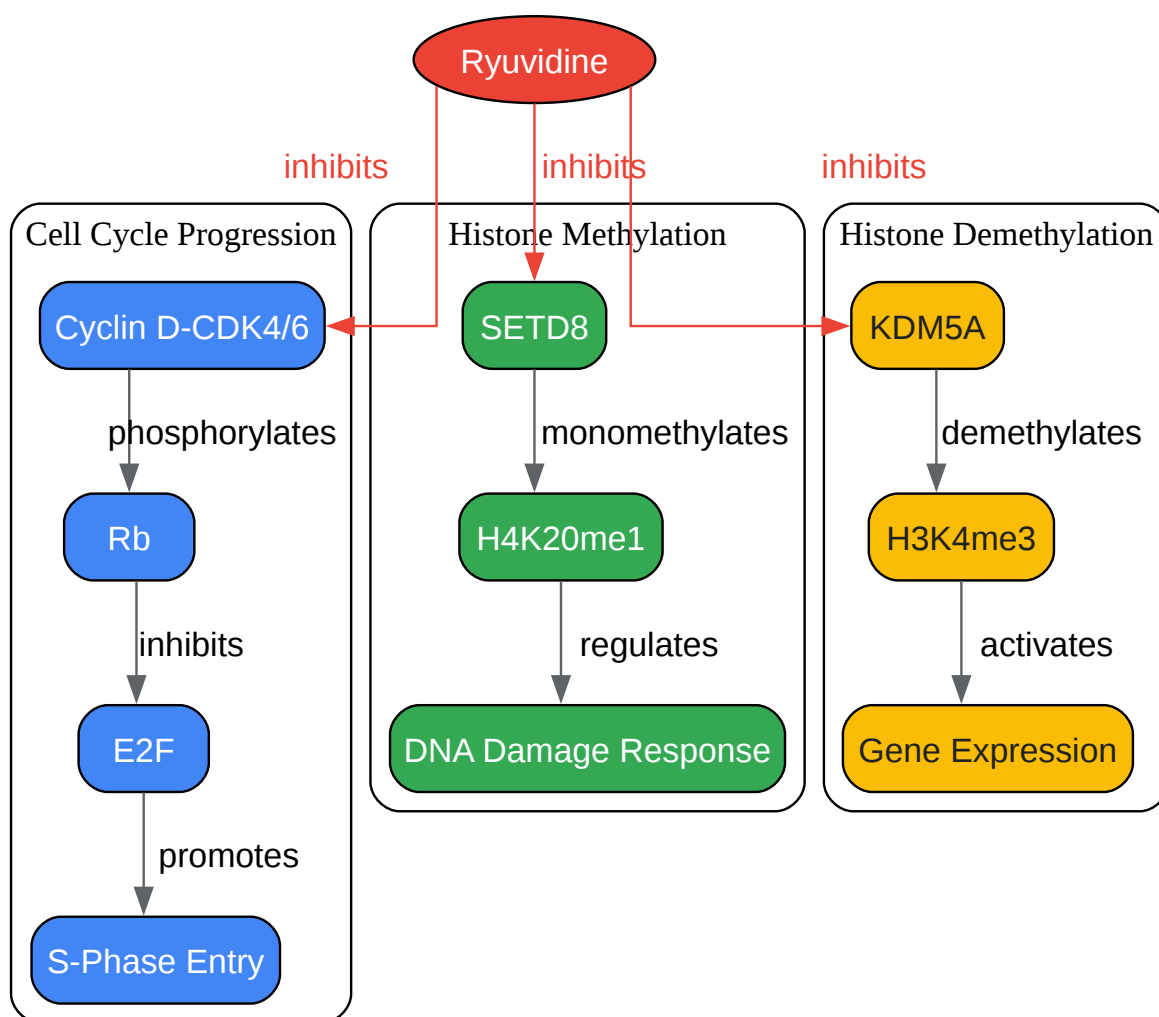 Ryuvidine
inhibits
inhibits
inhibits
Cell Cycle Progression
Histone Methylation
Histone Demethylation
Cyclin D-CDK4/6
SETD8
KDM5A
phosphorylates
monomethylates
demethylates
Rb
H4K20me1
H3K4me3
inhibits
regulates
activates
E2F
DNA Damage Response
Gene Expression
promotes
S-Phase Entry